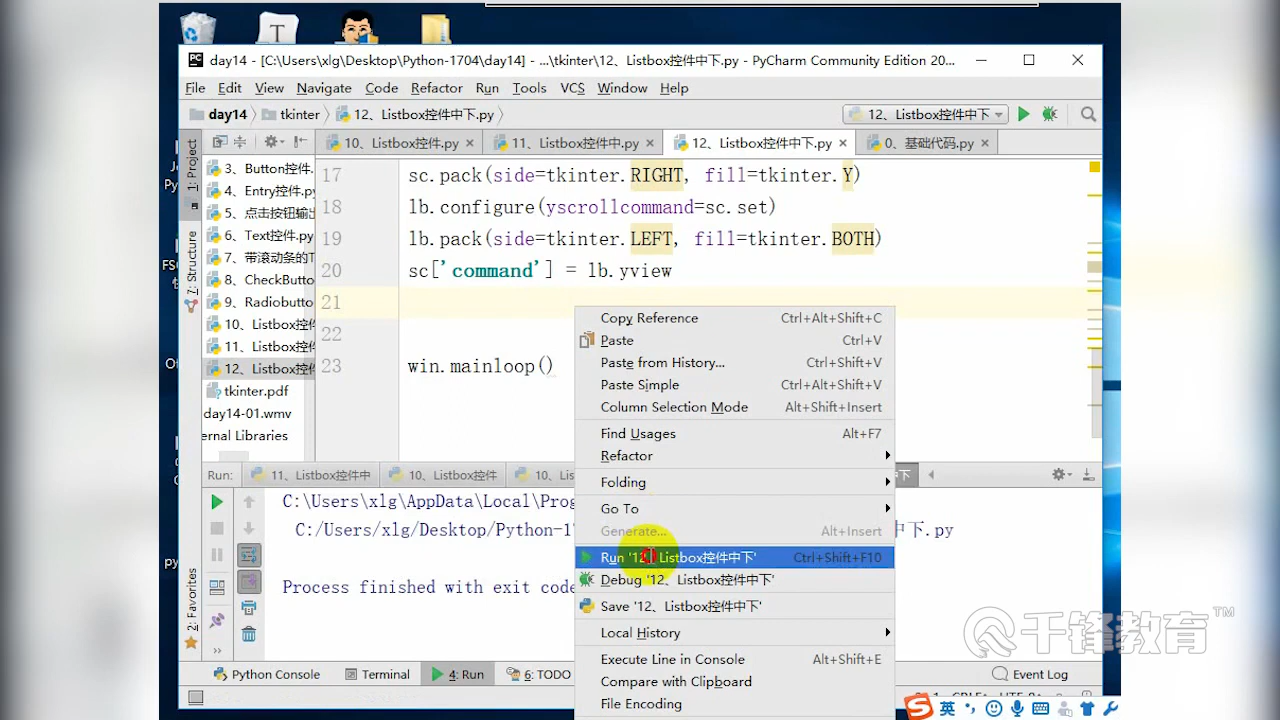 day14 - [C:\Users\xlg\Desktop\Python-1704\day14] - ...\tkinter\12、Listbox控件中下.py - PyCharm Community Edition 20...
File Edit View Navigate Code Refactor Run Tools VCS Window Help
day14 tkinter 12、Listbox控件中下.py
12、Listbox控件中下
10、Listbox控件.py
11、Listbox控件中.py
12、Listbox控件中下.py
0、基础代码.py
1: Project
7: Structure
2: Favorites
3、Button控件.
4、Entry控件.py
5、点击按钮输出
6、Text控件.py
7、带滚动条的T
8、CheckButto
9、Radiobutto
10、Listbox控件
11、Listbox控件
12、Listbox控件
tkinter.pdf
day14-01.wmv
ernal Libraries
17 sc.pack(side=tkinter.RIGHT, fill=tkinter.Y)
18 lb.configure(yscrollcommand=sc.set)
19 lb.pack(side=tkinter.LEFT, fill=tkinter.BOTH)
20 sc['command'] = lb.yview
21
22
23 win.mainloop()
Copy Reference Ctrl+Alt+Shift+C
Paste Ctrl+V
Paste from History... Ctrl+Shift+V
Paste Simple Ctrl+Alt+Shift+V
Column Selection Mode Alt+Shift+Insert
Find Usages Alt+F7
Refactor
Folding
Go To
Generate... Alt+Insert
Run '12、Listbox控件中下' Ctrl+Shift+F10
Debug '12、Listbox控件中下'
Save '12、Listbox控件中下'
Local History
Execute Line in Console Alt+Shift+E
Compare with Clipboard
File Encoding
Run: 11、Listbox控件中 10、Listbox控件 10、Lis
C:\Users\xlg\AppData\Local\Prog
C:/Users/xlg/Desktop/Python-17
中下.py
Process finished with exit code
Python Console Terminal 4: Run 6: TODO Event Log
英
千锋教育™